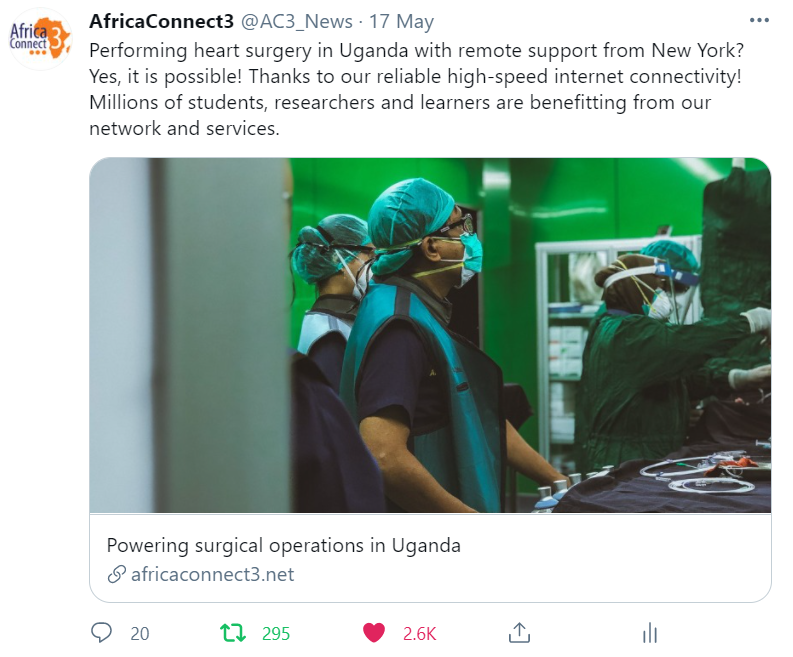 Africa
Connect 3
AfricaConnect3 @AC3_News · 17 May
Performing heart surgery in Uganda with remote support from New York?
Yes, it is possible! Thanks to our reliable high-speed internet connectivity!
Millions of students, researchers and learners are benefitting from our
network and services.
Powering surgical operations in Uganda
africaconnect3.net
20 295 2.6K